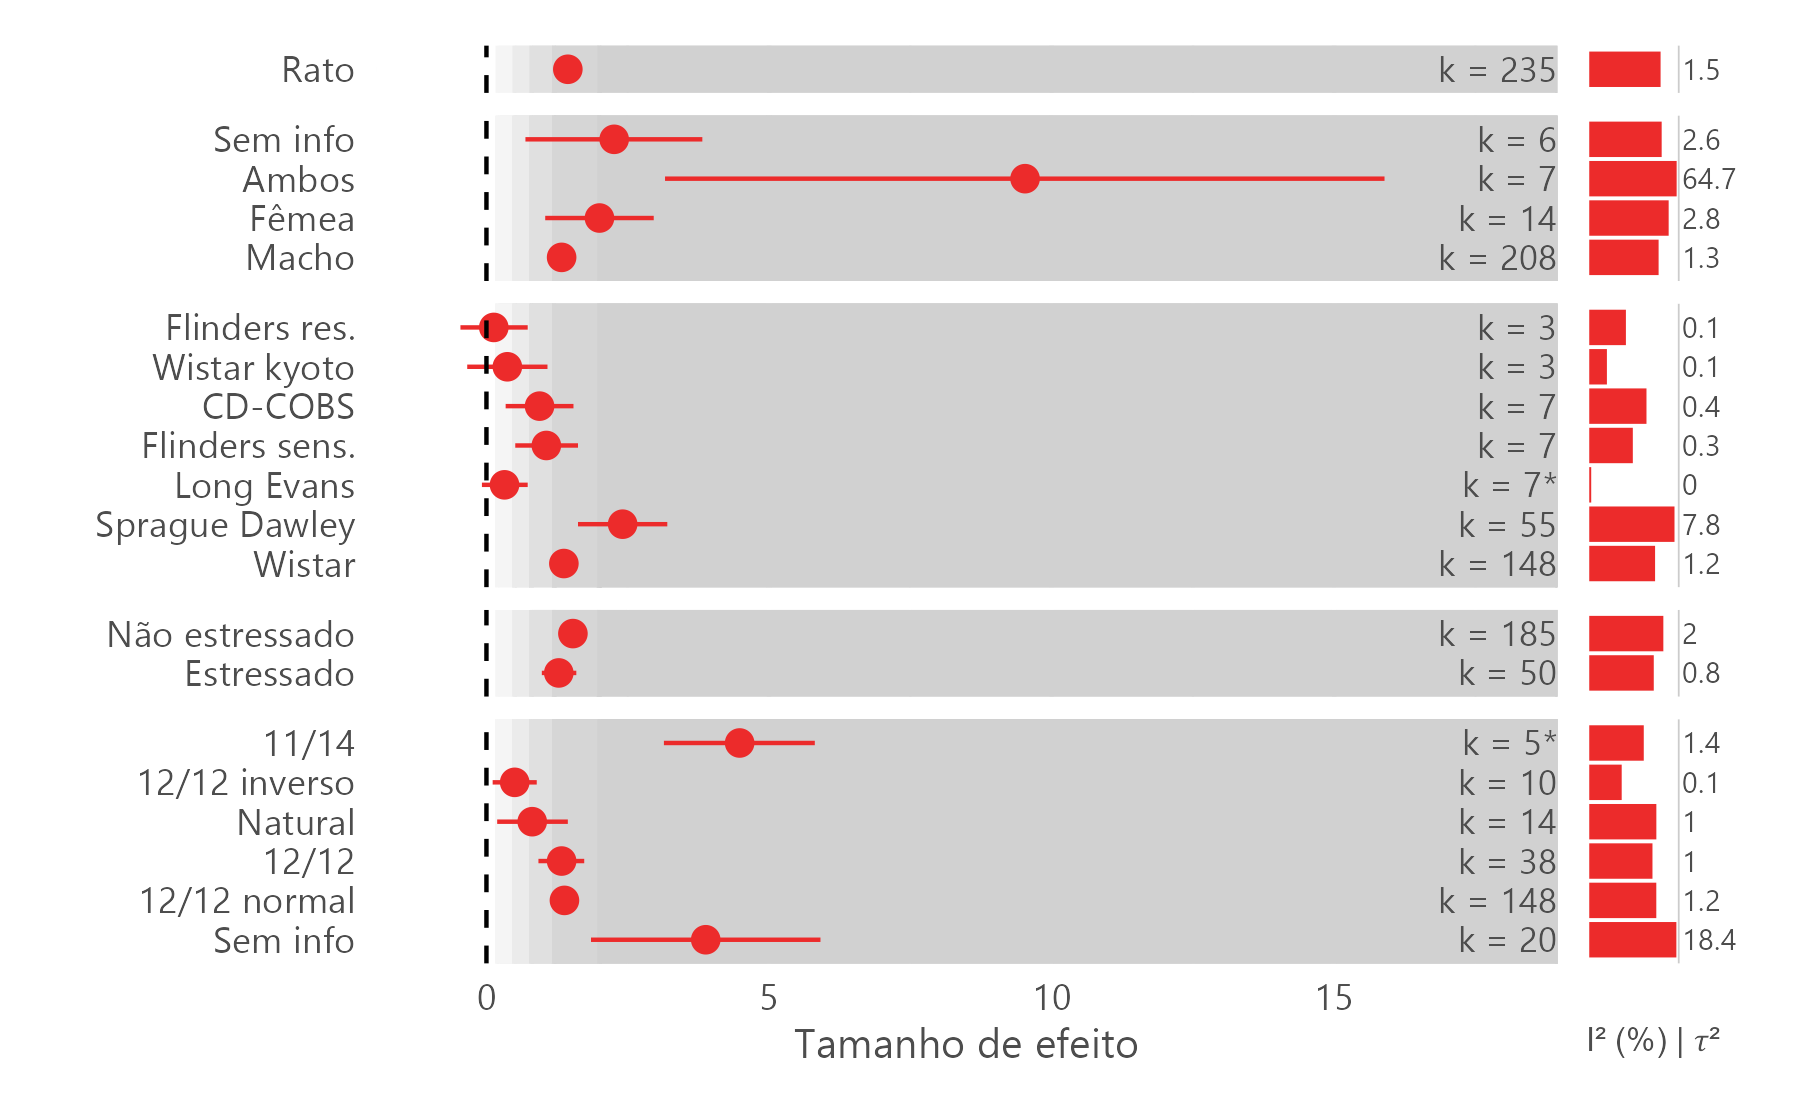 Rato k = 235 1.5
Sem info k = 6 2.6
Ambos k = 7 64.7
Fêmea k = 14 2.8
Macho k = 208 1.3
Flinders res. k = 3 0.1
Wistar kyoto k = 3 0.1
CD-COBS k = 7 0.4
Flinders sens. k = 7 0.3
Long Evans k = 7* 0
Sprague Dawley k = 55 7.8
Wistar k = 148 1.2
Não estressado k = 185 2
Estressado k = 50 0.8
11/14 k = 5* 1.4
12/12 inverso k = 10 0.1
Natural k = 14 1
12/12 k = 38 1
12/12 normal k = 148 1.2
Sem info k = 20 18.4
0 5 10 15
Tamanho de efeito
I² (%) | τ²